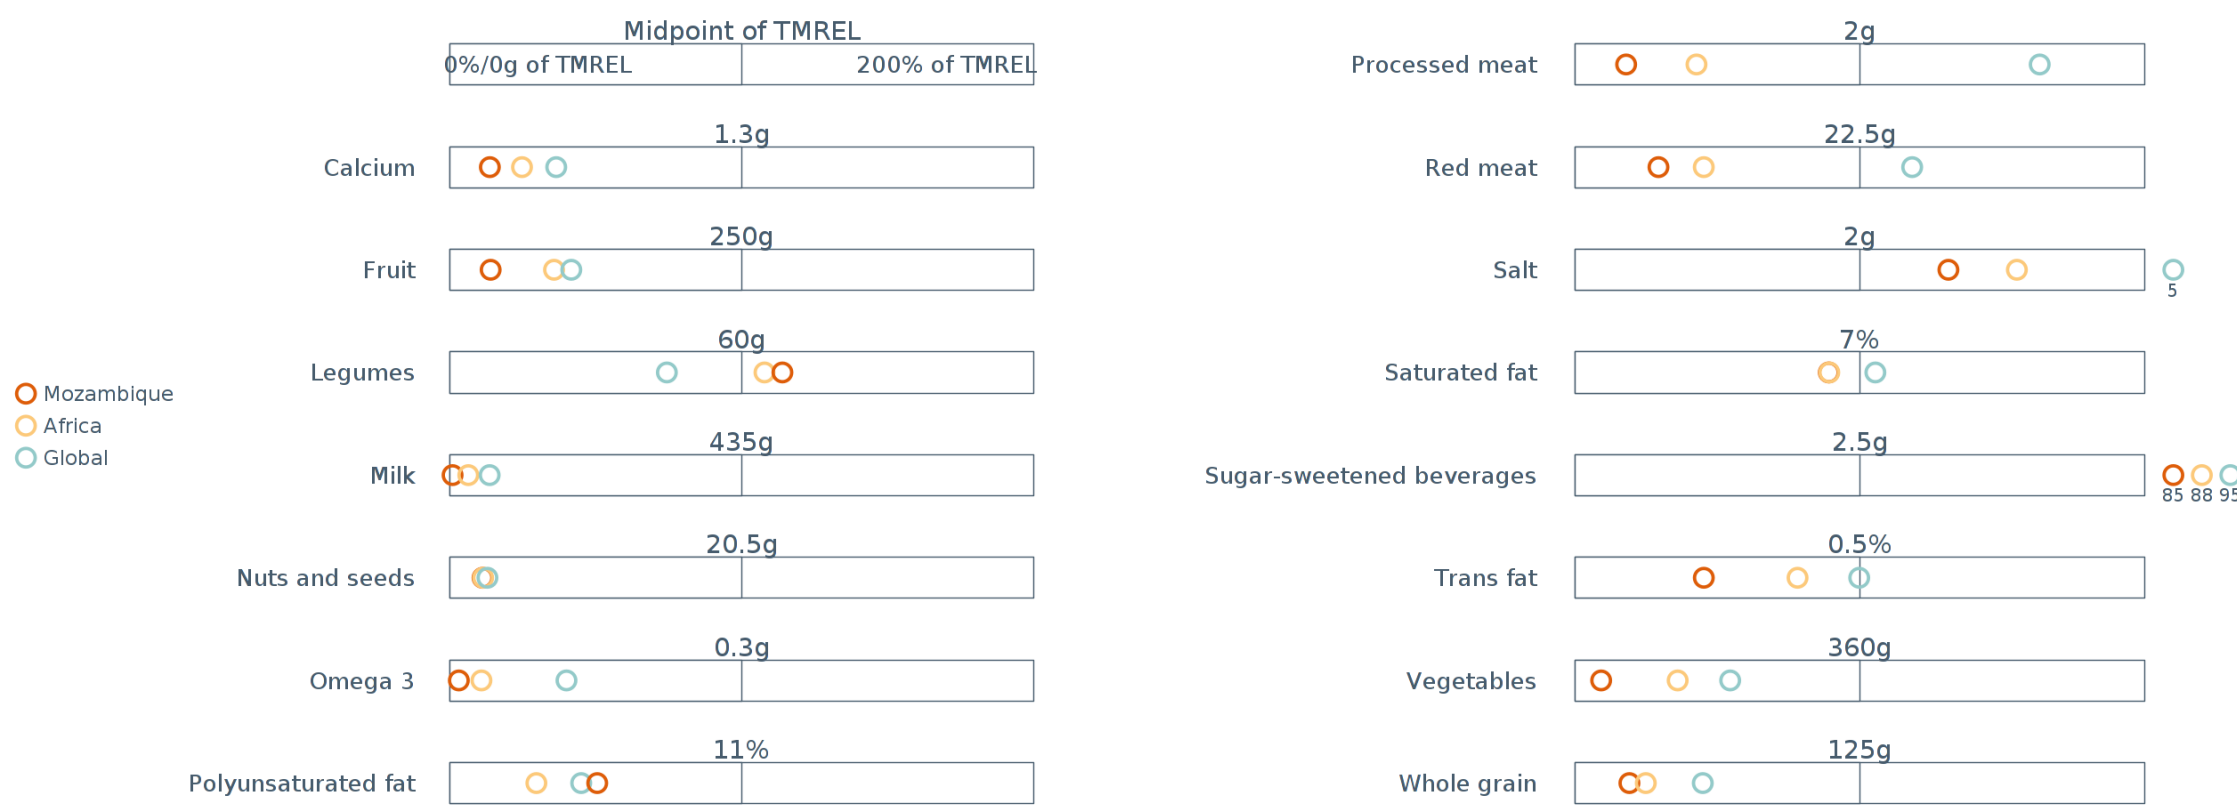 Midpoint of TMREL
0%/0g of TMREL
200% of TMREL
1.3g
Calcium
250g
Fruit
60g
Legumes
435g
Milk
20.5g
Nuts and seeds
0.3g
Omega 3
11%
Polyunsaturated fat
Mozambique
Africa
Global
2g
Processed meat
22.5g
Red meat
2g
Salt
5
7%
Saturated fat
2.5g
Sugar-sweetened beverages
85 88 95
0.5%
Trans fat
360g
Vegetables
125g
Whole grain